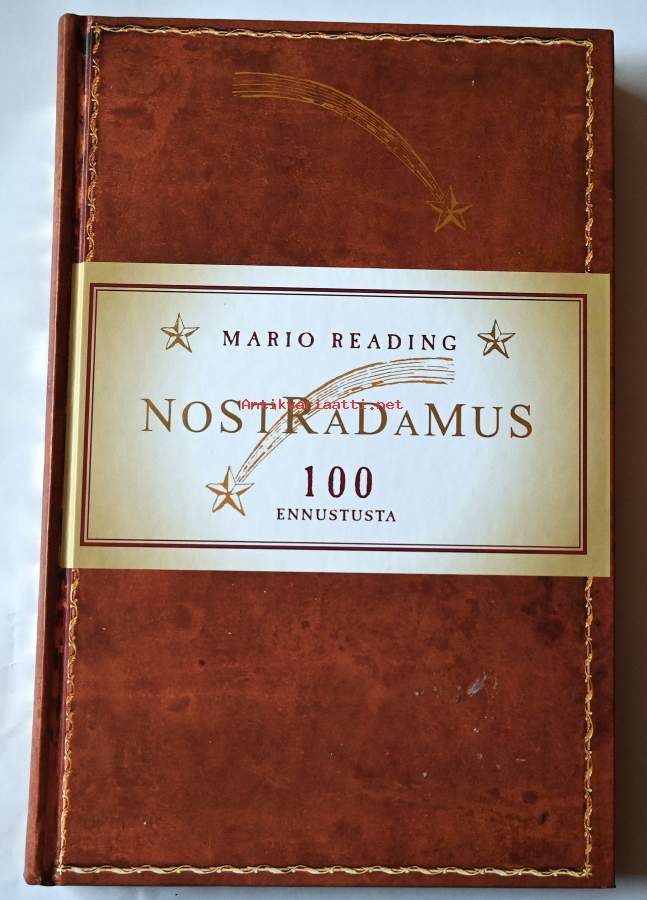 MARIO READING
Antikvariaatti.net
NOSTRADAMUS
100
ENNUSTUSTA